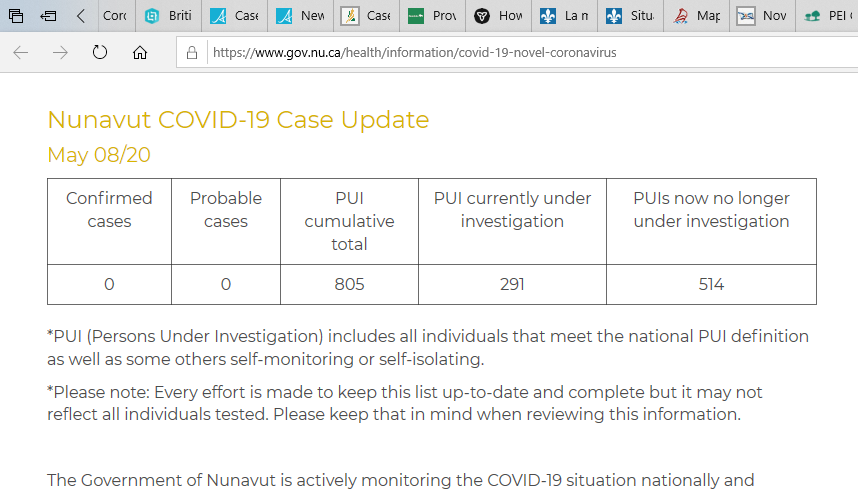 Corc
Briti
Case
New
Case
Prov
How
La n
Situ
Map
Nov
PEI
https://www.gov.nu.ca/health/information/covid-19-novel-coronavirus
Nunavut COVID-19 Case Update
May 08/20
Confirmed cases
Probable cases
PUI cumulative total
PUI currently under investigation
PUIs now no longer under investigation
0
0
805
291
514
*PUI (Persons Under Investigation) includes all individuals that meet the national PUI definition
as well as some others self-monitoring or self-isolating.
*Please note: Every effort is made to keep this list up-to-date and complete but it may not
reflect all individuals tested. Please keep that in mind when reviewing this information.
The Government of Nunavut is actively monitoring the COVID-19 situation nationally and